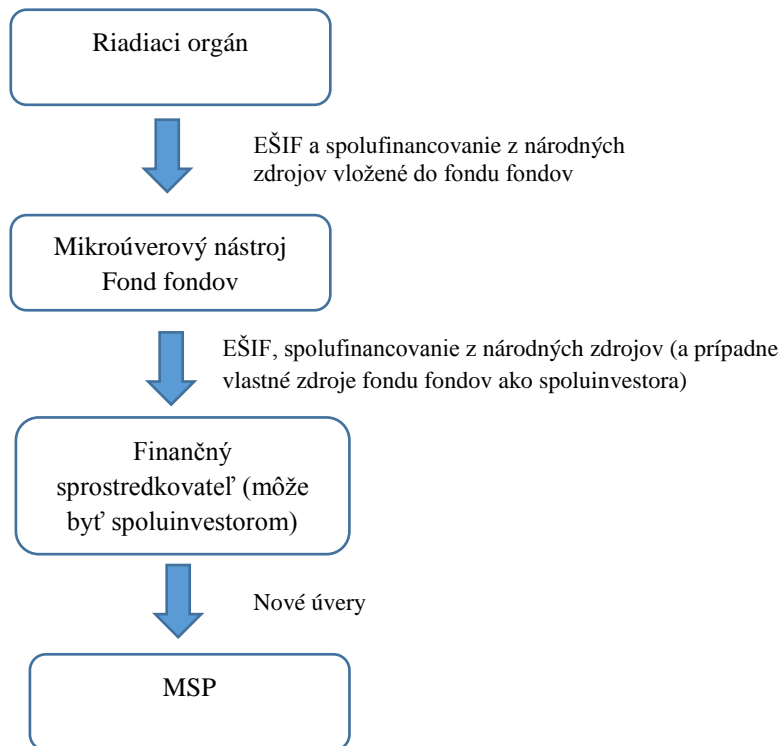 Riadiaci orgán
EŠIF a spolufinancovanie z národných
zdrojov vložené do fondu fondov
Mikroúverový nástroj
Fond fondov
EŠIF, spolufinancovanie z národných zdrojov (a prípadne
vlastné zdroje fondu fondov ako spoluinvestora)
Finančný
sprostredkovateľ (môže
byť spoluinvestorom)
Nové úvery
MSP